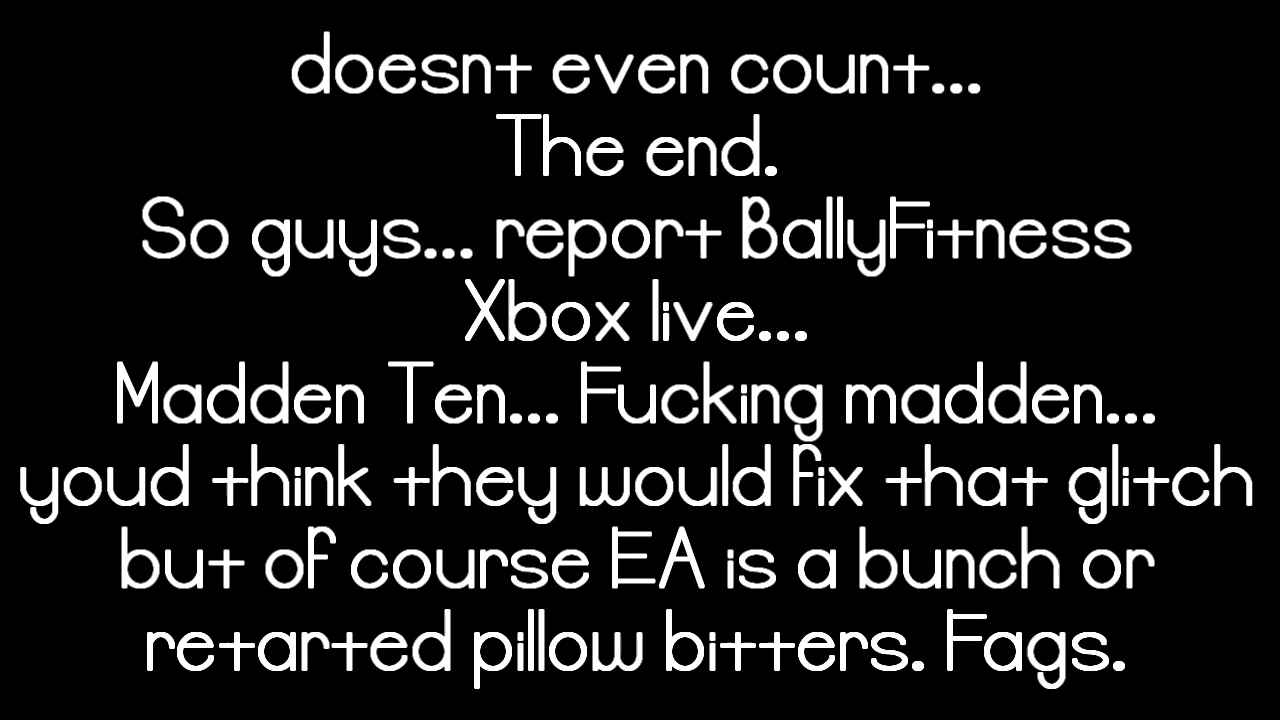 doesnt even count...
The end.
So guys... report BallyFitness
Xbox live...
Madden Ten... Fucking madden...
youd think they would fix that glitch
but of course EA is a bunch or
retarted pillow bitters. Fags.